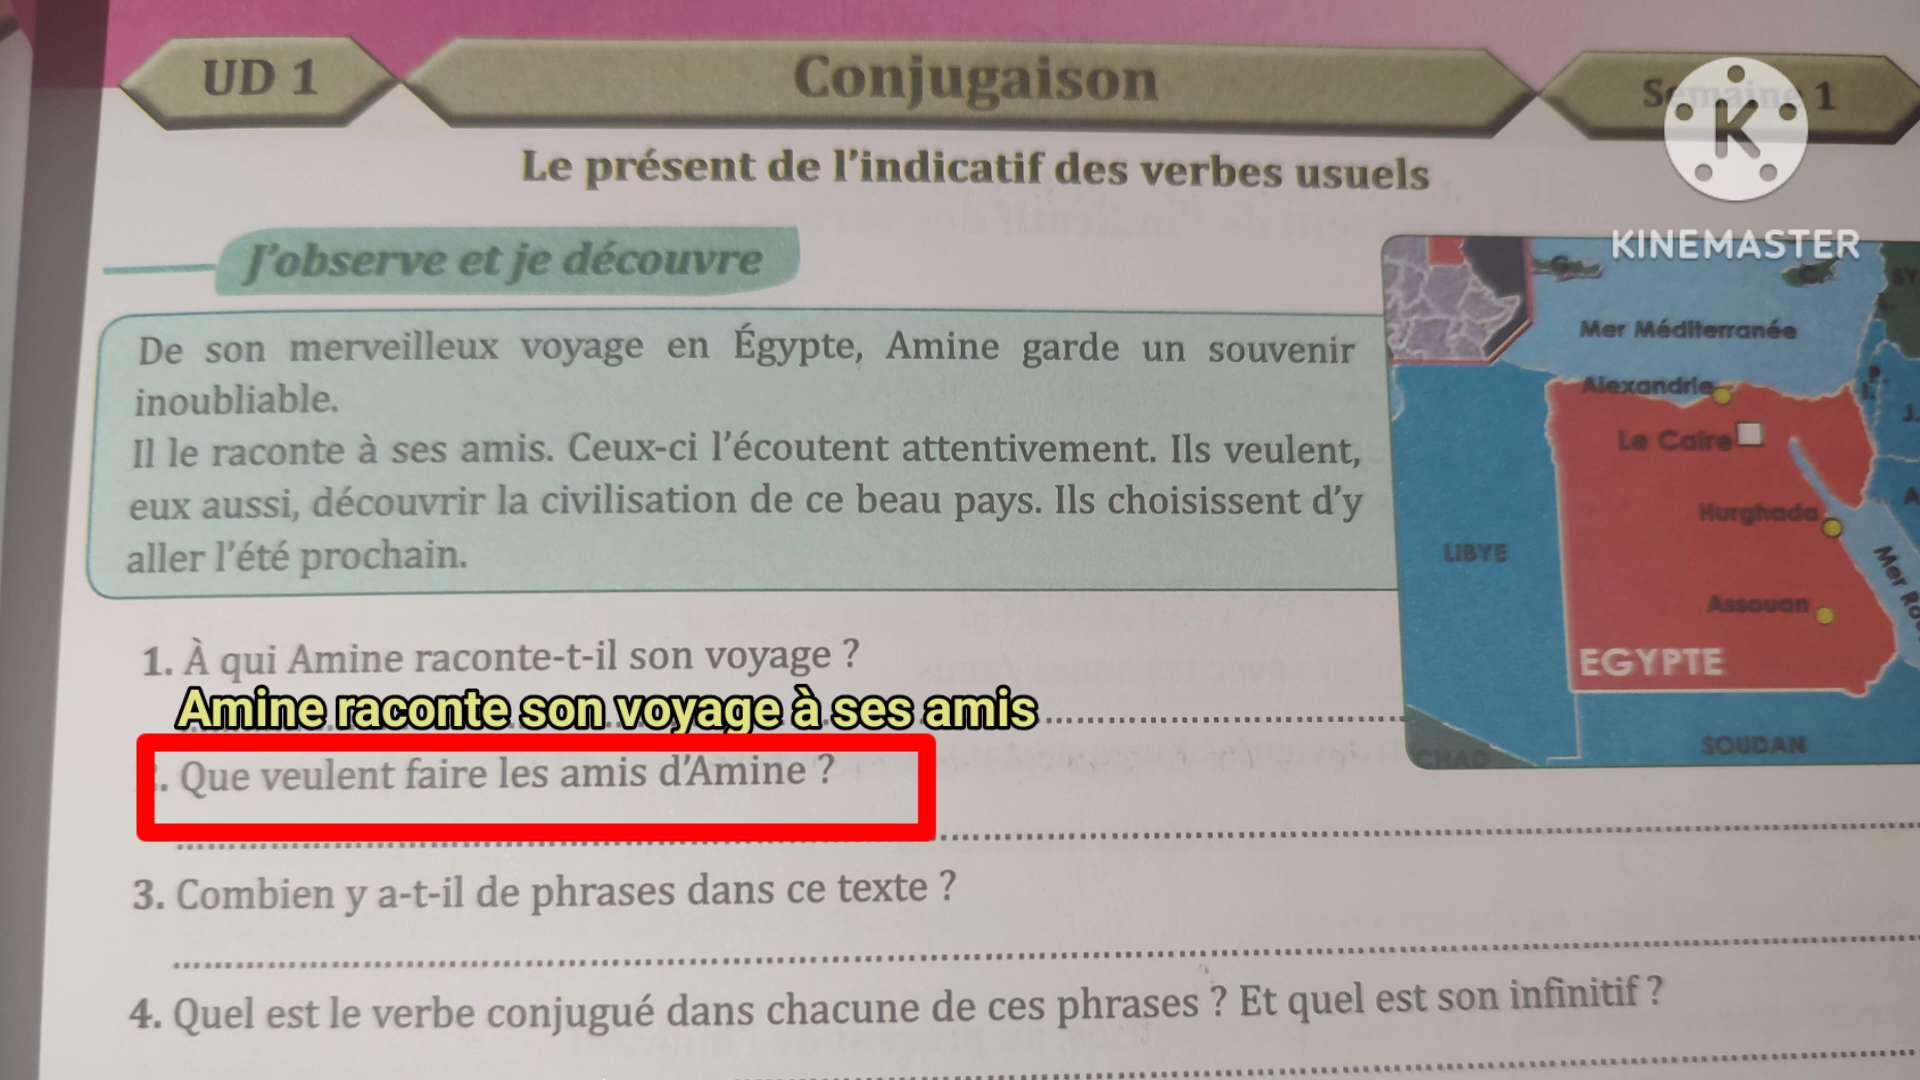 UD 1
Conjugaison
Semaine 1
K
KINEMASTER
Le présent de l'indicatif des verbes usuels
J'observe et je découvre
De son merveilleux voyage en Égypte, Amine garde un souvenir
inoubliable.
Il le raconte à ses amis. Ceux-ci l'écoutent attentivement. Ils veulent,
eux aussi, découvrir la civilisation de ce beau pays. Ils choisissent d'y
aller l'été prochain.
Mer Méditerranée
Alexandrie
Le Caire
Hurghada
LIBYE
Assouan
EGYPTE
SOUDAN
CHAD
1. À qui Amine raconte-t-il son voyage ?
Amine raconte son voyage à ses amis
. Que veulent faire les amis d'Amine ?
3. Combien y a-t-il de phrases dans ce texte ?
4. Quel est le verbe conjugué dans chacune de ces phrases ? Et quel est son infinitif ?